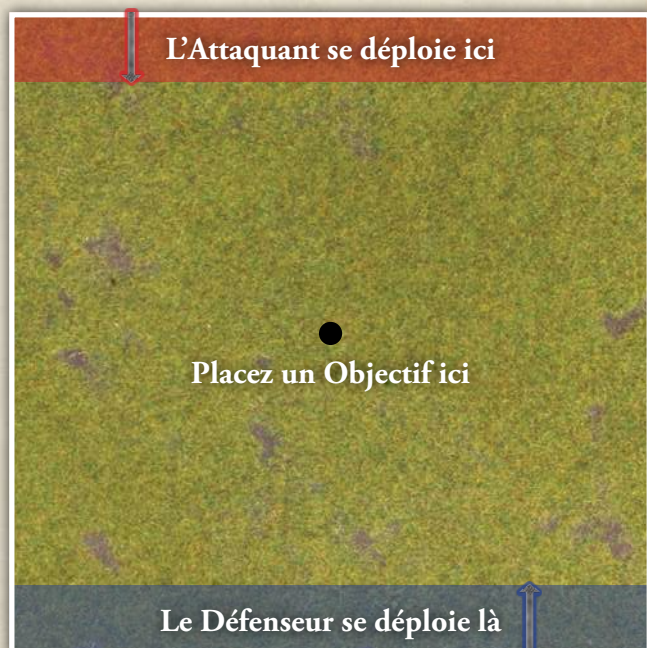 L’Attaquant se déploie ici
Placez un Objectif ici
Le Défenseur se déploie là